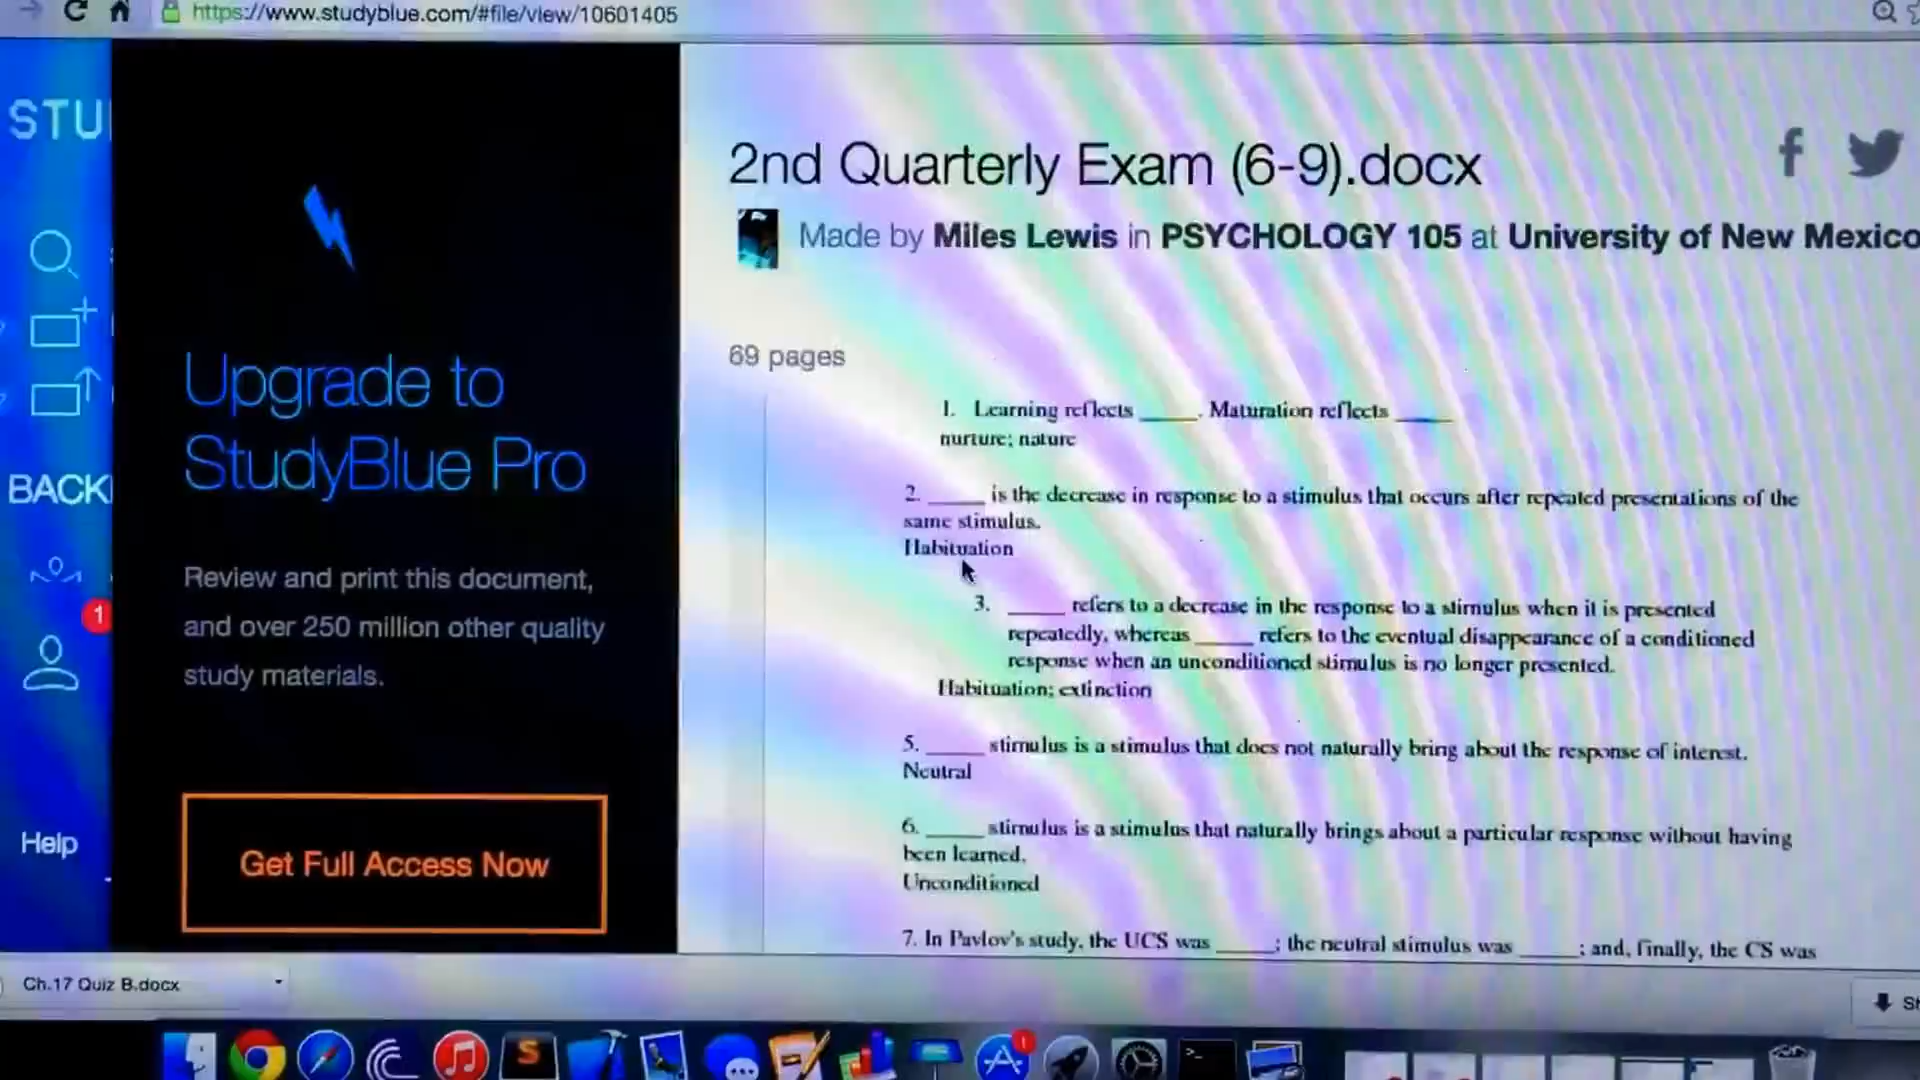 https://www.studyblue.com/#file/view/10601405
STU
BACK
1
Help
Upgrade to
StudyBlue Pro
Review and print this document,
and over 250 million other quality
study materials.
Get Full Access Now
2nd Quarterly Exam (6-9).docx
Made by Miles Lewis in PSYCHOLOGY 105 at University of New Mexico
69 pages
1. Learning reflects _____. Maturation reflects _____
nurture; nature
2. _____ is the decrease in response to a stimulus that occurs after repeated presentations of the
same stimulus.
Habituation
3. _____ refers to a decrease in the response to a stimulus when it is presented
repeatedly, whereas _____ refers to the eventual disappearance of a conditioned
response when an unconditioned stimulus is no longer presented.
Habituation; extinction
5. _____ stimulus is a stimulus that does not naturally bring about the response of interest.
Neutral
6. _____ stimulus is a stimulus that naturally brings about a particular response without having
been learned.
Unconditioned
7. In Pavlov's study, the UCS was _____; the neutral stimulus was _____; and, finally, the CS was
Ch.17 Quiz B.docx